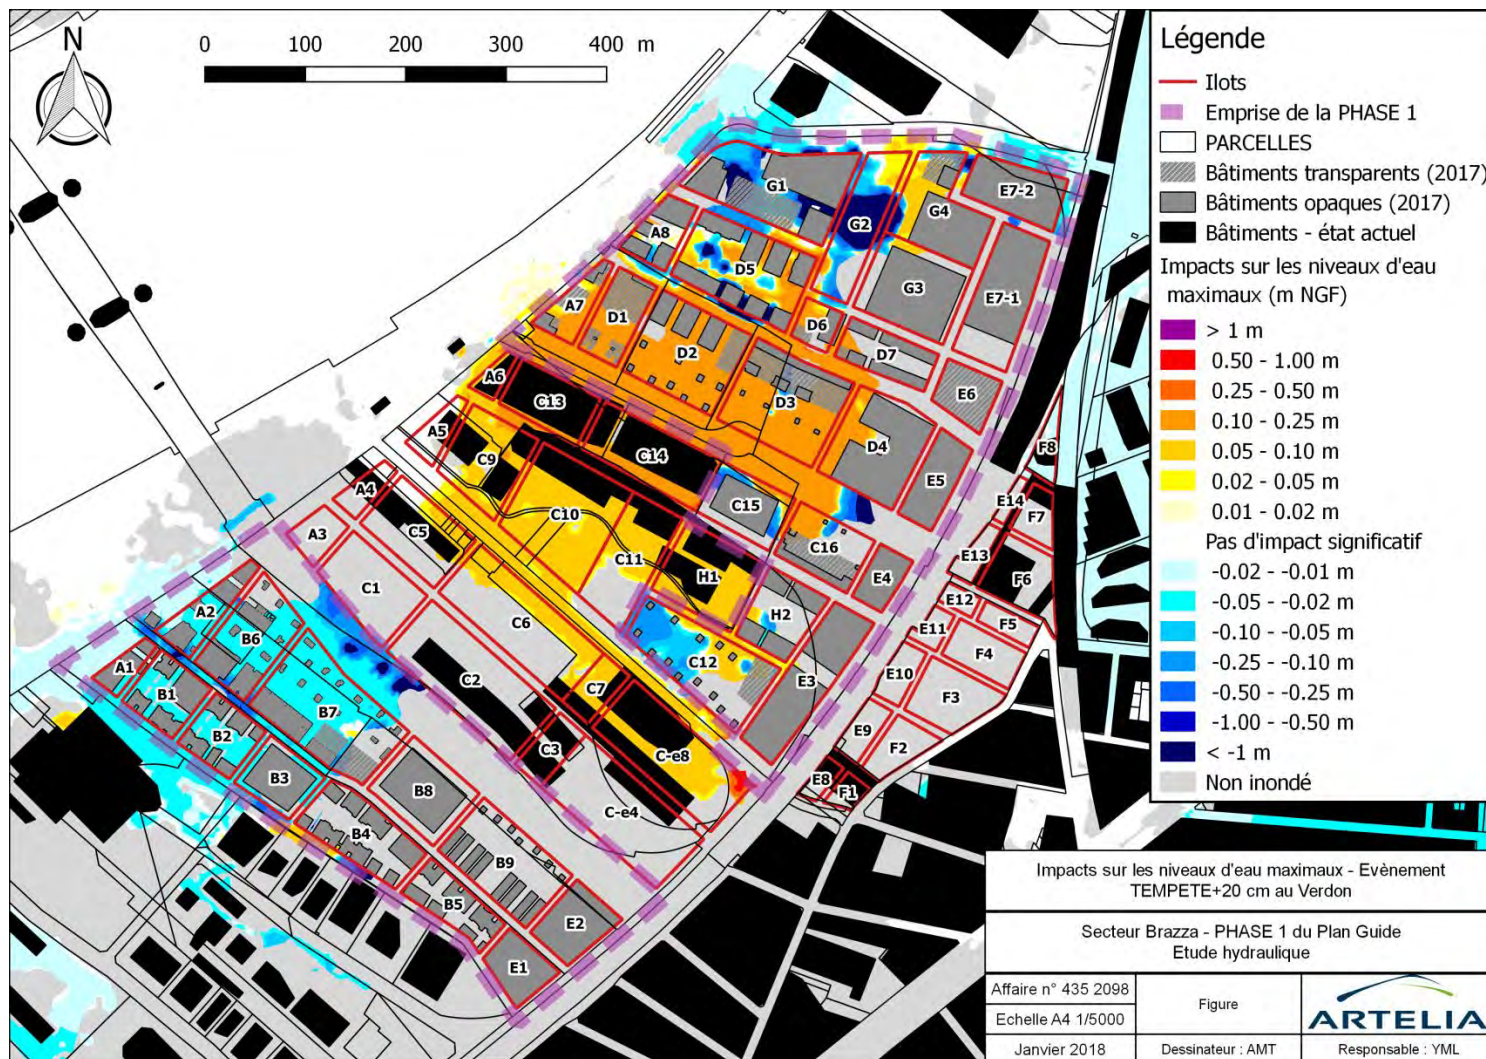 N
0 100 200 300 400 m
Légende
Ilots
Emprise de la PHASE 1
PARCELLES
Bâtiments transparents (2017)
Bâtiments opaques (2017)
Bâtiments - état actuel
Impacts sur les niveaux d'eau
maximaux (m NGF)
> 1 m
0.50 - 1.00 m
0.25 - 0.50 m
0.10 - 0.25 m
0.05 - 0.10 m
0.02 - 0.05 m
0.01 - 0.02 m
Pas d'impact significatif
-0.02 - -0.01 m
-0.05 - -0.02 m
-0.10 - -0.05 m
-0.25 - -0.10 m
-0.50 - -0.25 m
-1.00 - -0.50 m
< -1 m
Non inondé
G1
E7-2
G4
G2
A8
D5
G3
E7-1
A7
D1
D6
D2
D7
A6
C13
D3
E6
A5
C9
C14
D4
E5
F8
A4
C5
C10
C15
E14
F7
A3
C11
C16
E13
C1
H1
E4
F6
A2
B6
C6
H2
E12
F5
E11
F4
A1
B1
B7
C2
C7
C12
E3
E10
F3
B2
C3
C-e8
E9
F2
B3
B8
E8
F1
B4
C-e4
B9
B5
E2
E1
Impacts sur les niveaux d'eau maximaux - Evènement
TEMPETE+20 cm au Verdon
Secteur Brazza - PHASE 1 du Plan Guide
Etude hydraulique
Affaire n° 435 2098
Echelle A4 1/5000
Janvier 2018
Figure
Dessinateur : AMT
ARTELIA
Responsable : YML